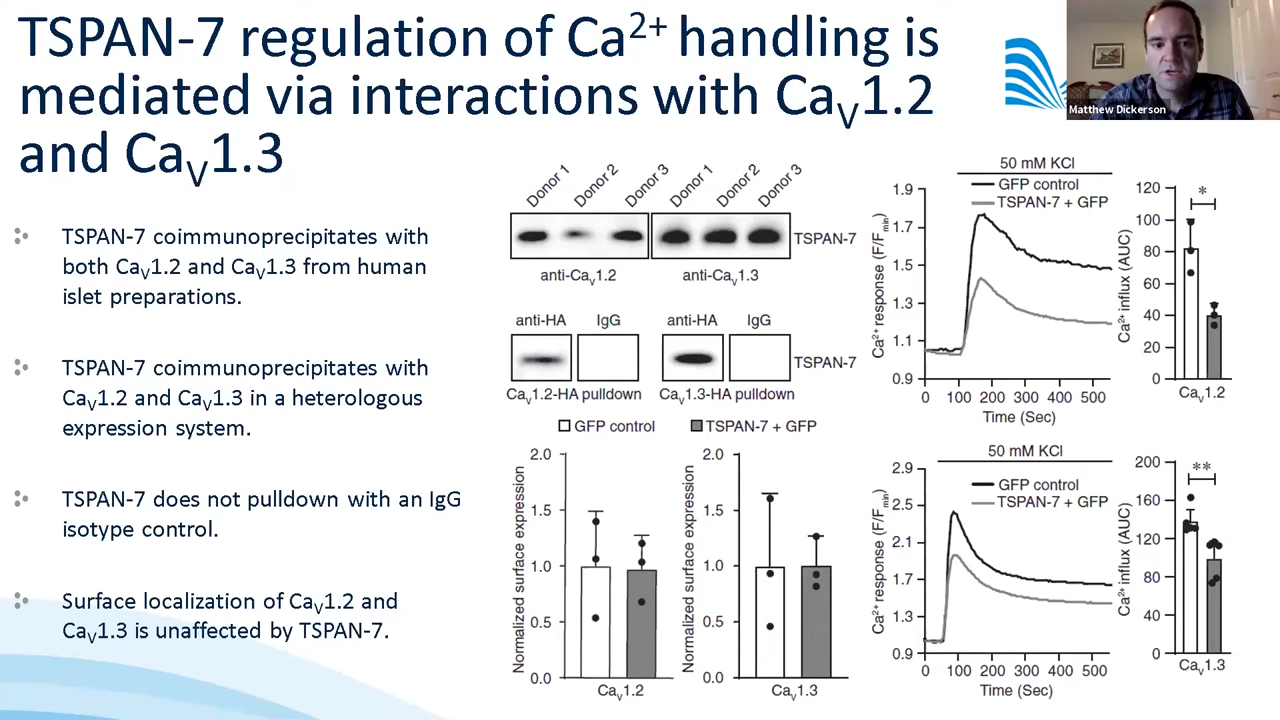 TSPAN-7 regulation of Ca2+ handling is
mediated via interactions with CaV1.2
and CaV1.3
Matthew Dickerson
TSPAN-7 coimmunoprecipitates with
both CaV1.2 and CaV1.3 from human
islet preparations.
TSPAN-7 coimmunoprecipitates with
CaV1.2 and CaV1.3 in a heterologous
expression system.
TSPAN-7 does not pulldown with an IgG
isotype control.
Surface localization of CaV1.2 and
CaV1.3 is unaffected by TSPAN-7.
Donor 1
Donor 2
Donor 3
Donor 1
Donor 2
Donor 3
TSPAN-7
anti-CaV1.2
anti-CaV1.3
anti-HA
IgG
anti-HA
IgG
TSPAN-7
CaV1.2-HA pulldown
CaV1.3-HA pulldown
GFP control
TSPAN-7 + GFP
Normalized surface expression
2.0
1.5
1.0
0.5
0.0
CaV1.2
Normalized surface expression
2.0
1.5
1.0
0.5
0.0
CaV1.3
50 mM KCl
GFP control
TSPAN-7 + GFP
Ca2+ response (F/Fmin)
1.9
1.7
1.5
1.3
1.1
0.9
0 100 200 300 400 500
Time (Sec)
Ca2+ influx (AUC)
120
100
80
60
40
20
0
*
CaV1.2
50 mM KCl
GFP control
TSPAN-7 + GFP
Ca2+ response (F/Fmin)
2.9
2.5
2.1
1.7
1.3
0.9
0 100 200 300 400 500
Time (Sec)
Ca2+ influx (AUC)
200
160
120
80
40
0
**
CaV1.3